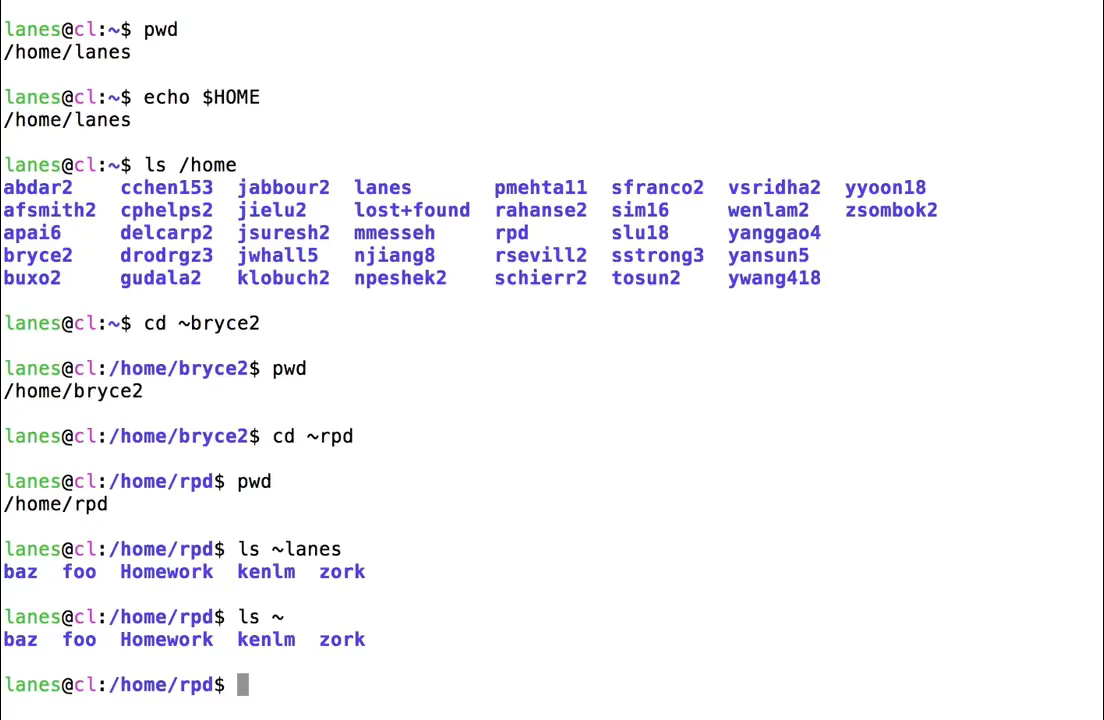 lanes@cl:~$ pwd
/home/lanes
lanes@cl:~$ echo $HOME
/home/lanes
lanes@cl:~$ ls /home
abdar2 cchen153 jabbour2 lanes pmehta11 sfranco2 vsridha2 yyoon18
afsmith2 cphelps2 jielu2 lost+found rahanse2 sim16 wenlam2 zsombok2
apai6 delcarp2 jsuresh2 mmesseh rpd slu18 yanggao4
bryce2 drodrgz3 jwhall5 njiang8 rsevill2 sstrong3 yansun5
buxo2 gudala2 klobuch2 npeshek2 schierr2 tosun2 ywang418
lanes@cl:~$ cd ~bryce2
lanes@cl:/home/bryce2$ pwd
/home/bryce2
lanes@cl:/home/bryce2$ cd ~rpd
lanes@cl:/home/rpd$ pwd
/home/rpd
lanes@cl:/home/rpd$ ls ~lanes
baz foo Homework kenlm zork
lanes@cl:/home/rpd$ ls ~
baz foo Homework kenlm zork
lanes@cl:/home/rpd$